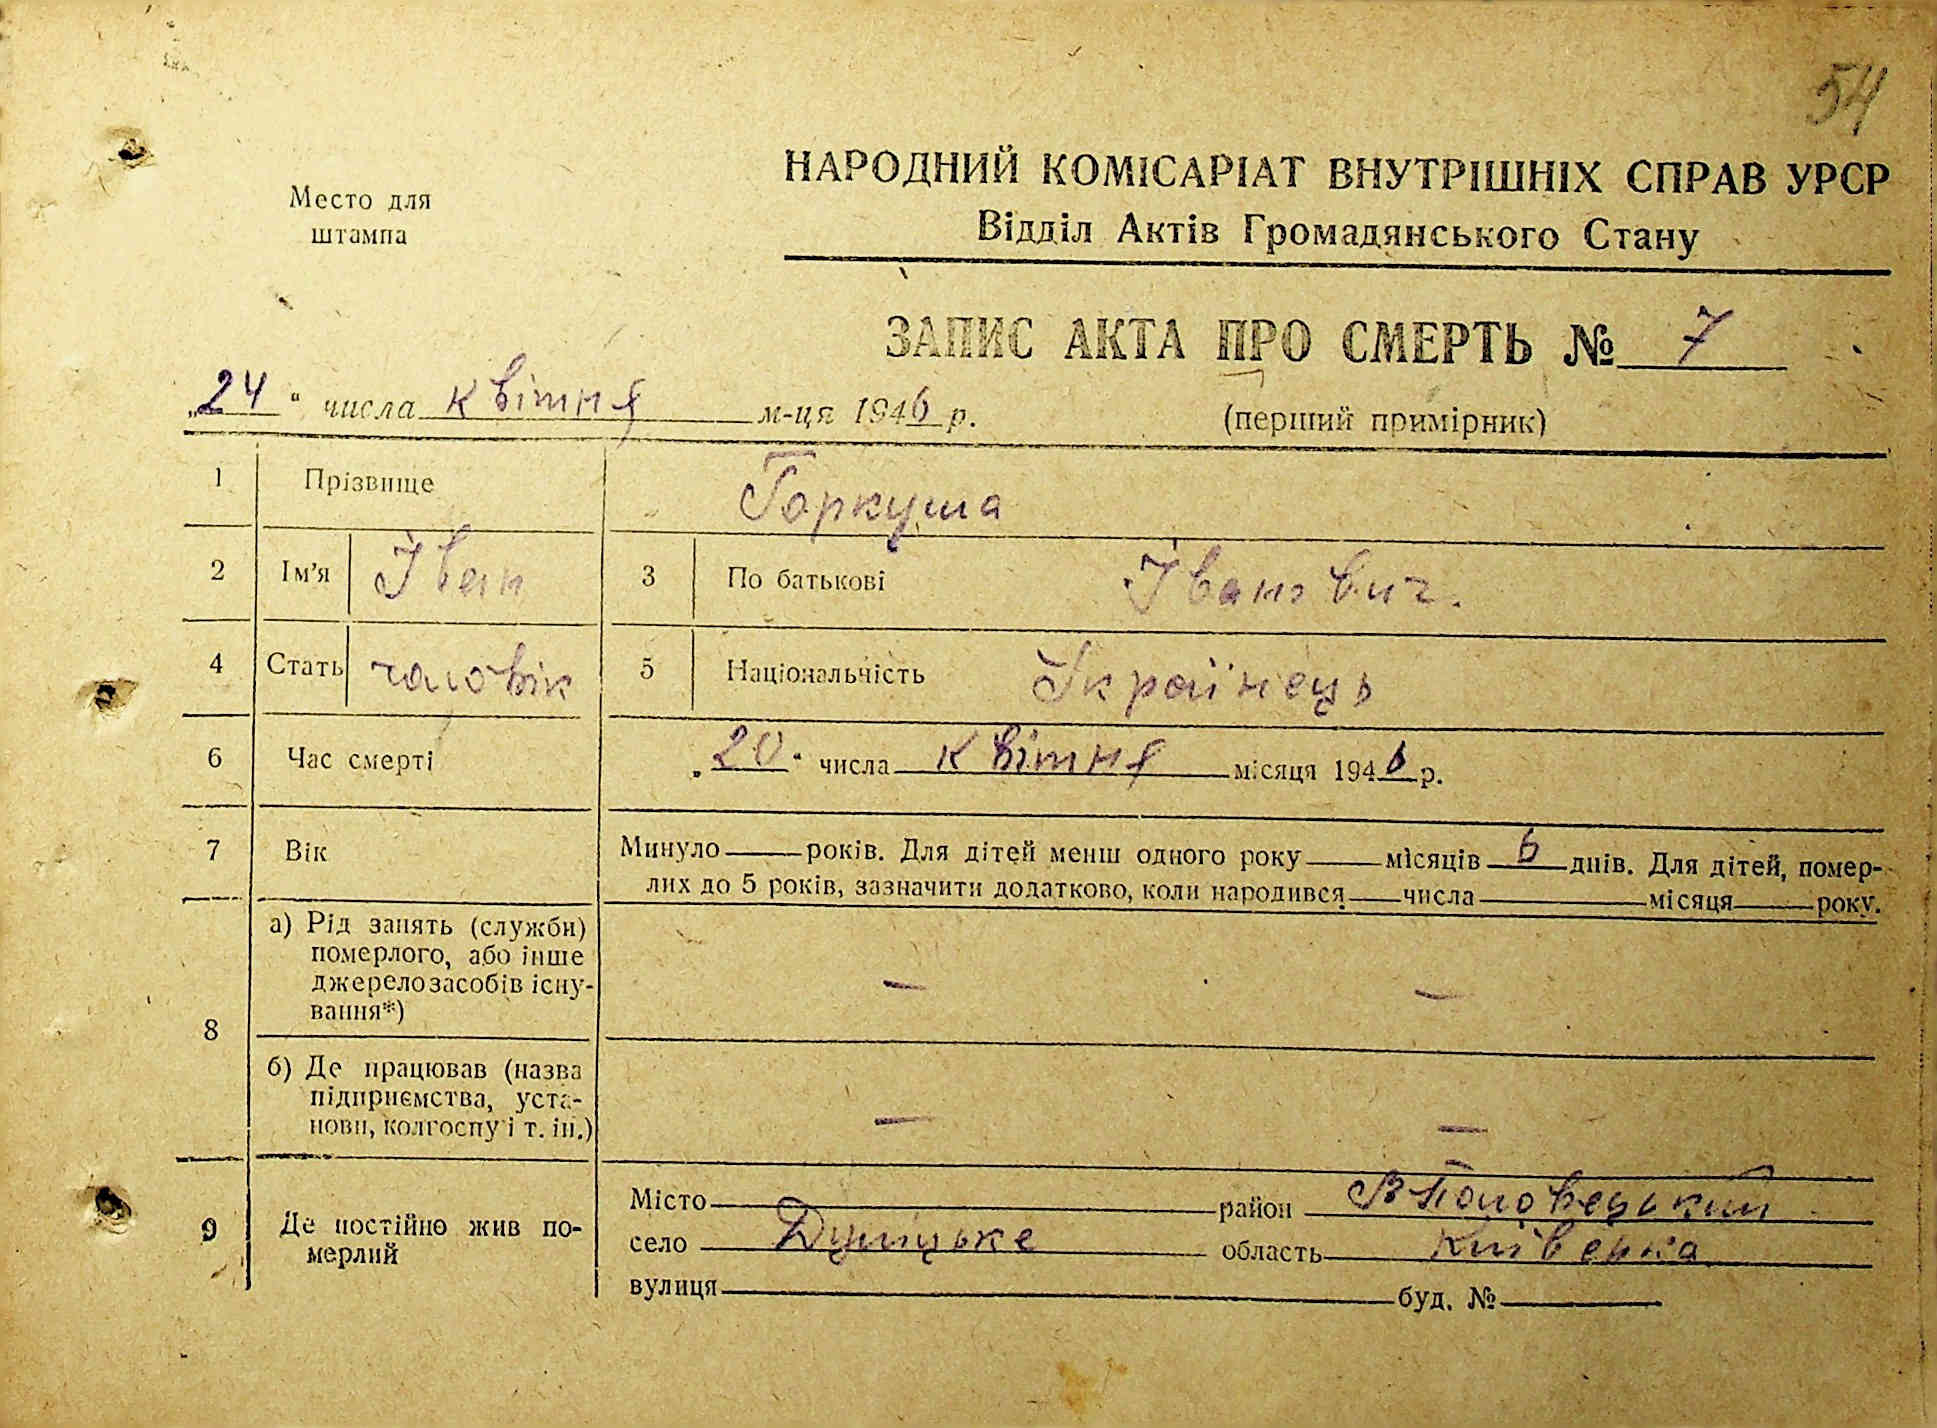 54
НАРОДНИЙ КОМІСАРІАТ ВНУТРІШНІХ СПРАВ УРСР
Место для
штампа
Відділ Актів Громадянського Стану
ЗАПИС АКТА ПРО СМЕРТЬ № 7
„24“ числа квітня м-ця 1946 р.
(перший примірник)
1 Прізвище Горкуша
2 Ім'я Іван 3 По батькові Іванович.
4 Стать чоловік 5 Національність Українець
6 Час смерті „20“ числа квітня місяця 1946 р.
7 Вік Минуло років. Для дітей менш одного року місяців 6 днів. Для дітей, помер-
лих до 5 років, зазначити додатково, коли народився числа місяця року.
8 а) Рід занять (служби)
померлого, або інше
джерело засобів існу-
вання*)
— —
б) Де працював (назва
підприємства, уста-
нови, колгоспу і т. ін.)
— —
9 Де постійно жив по-
мерлий
Місто район В Половецький
село область Київська
вулиця буд. №